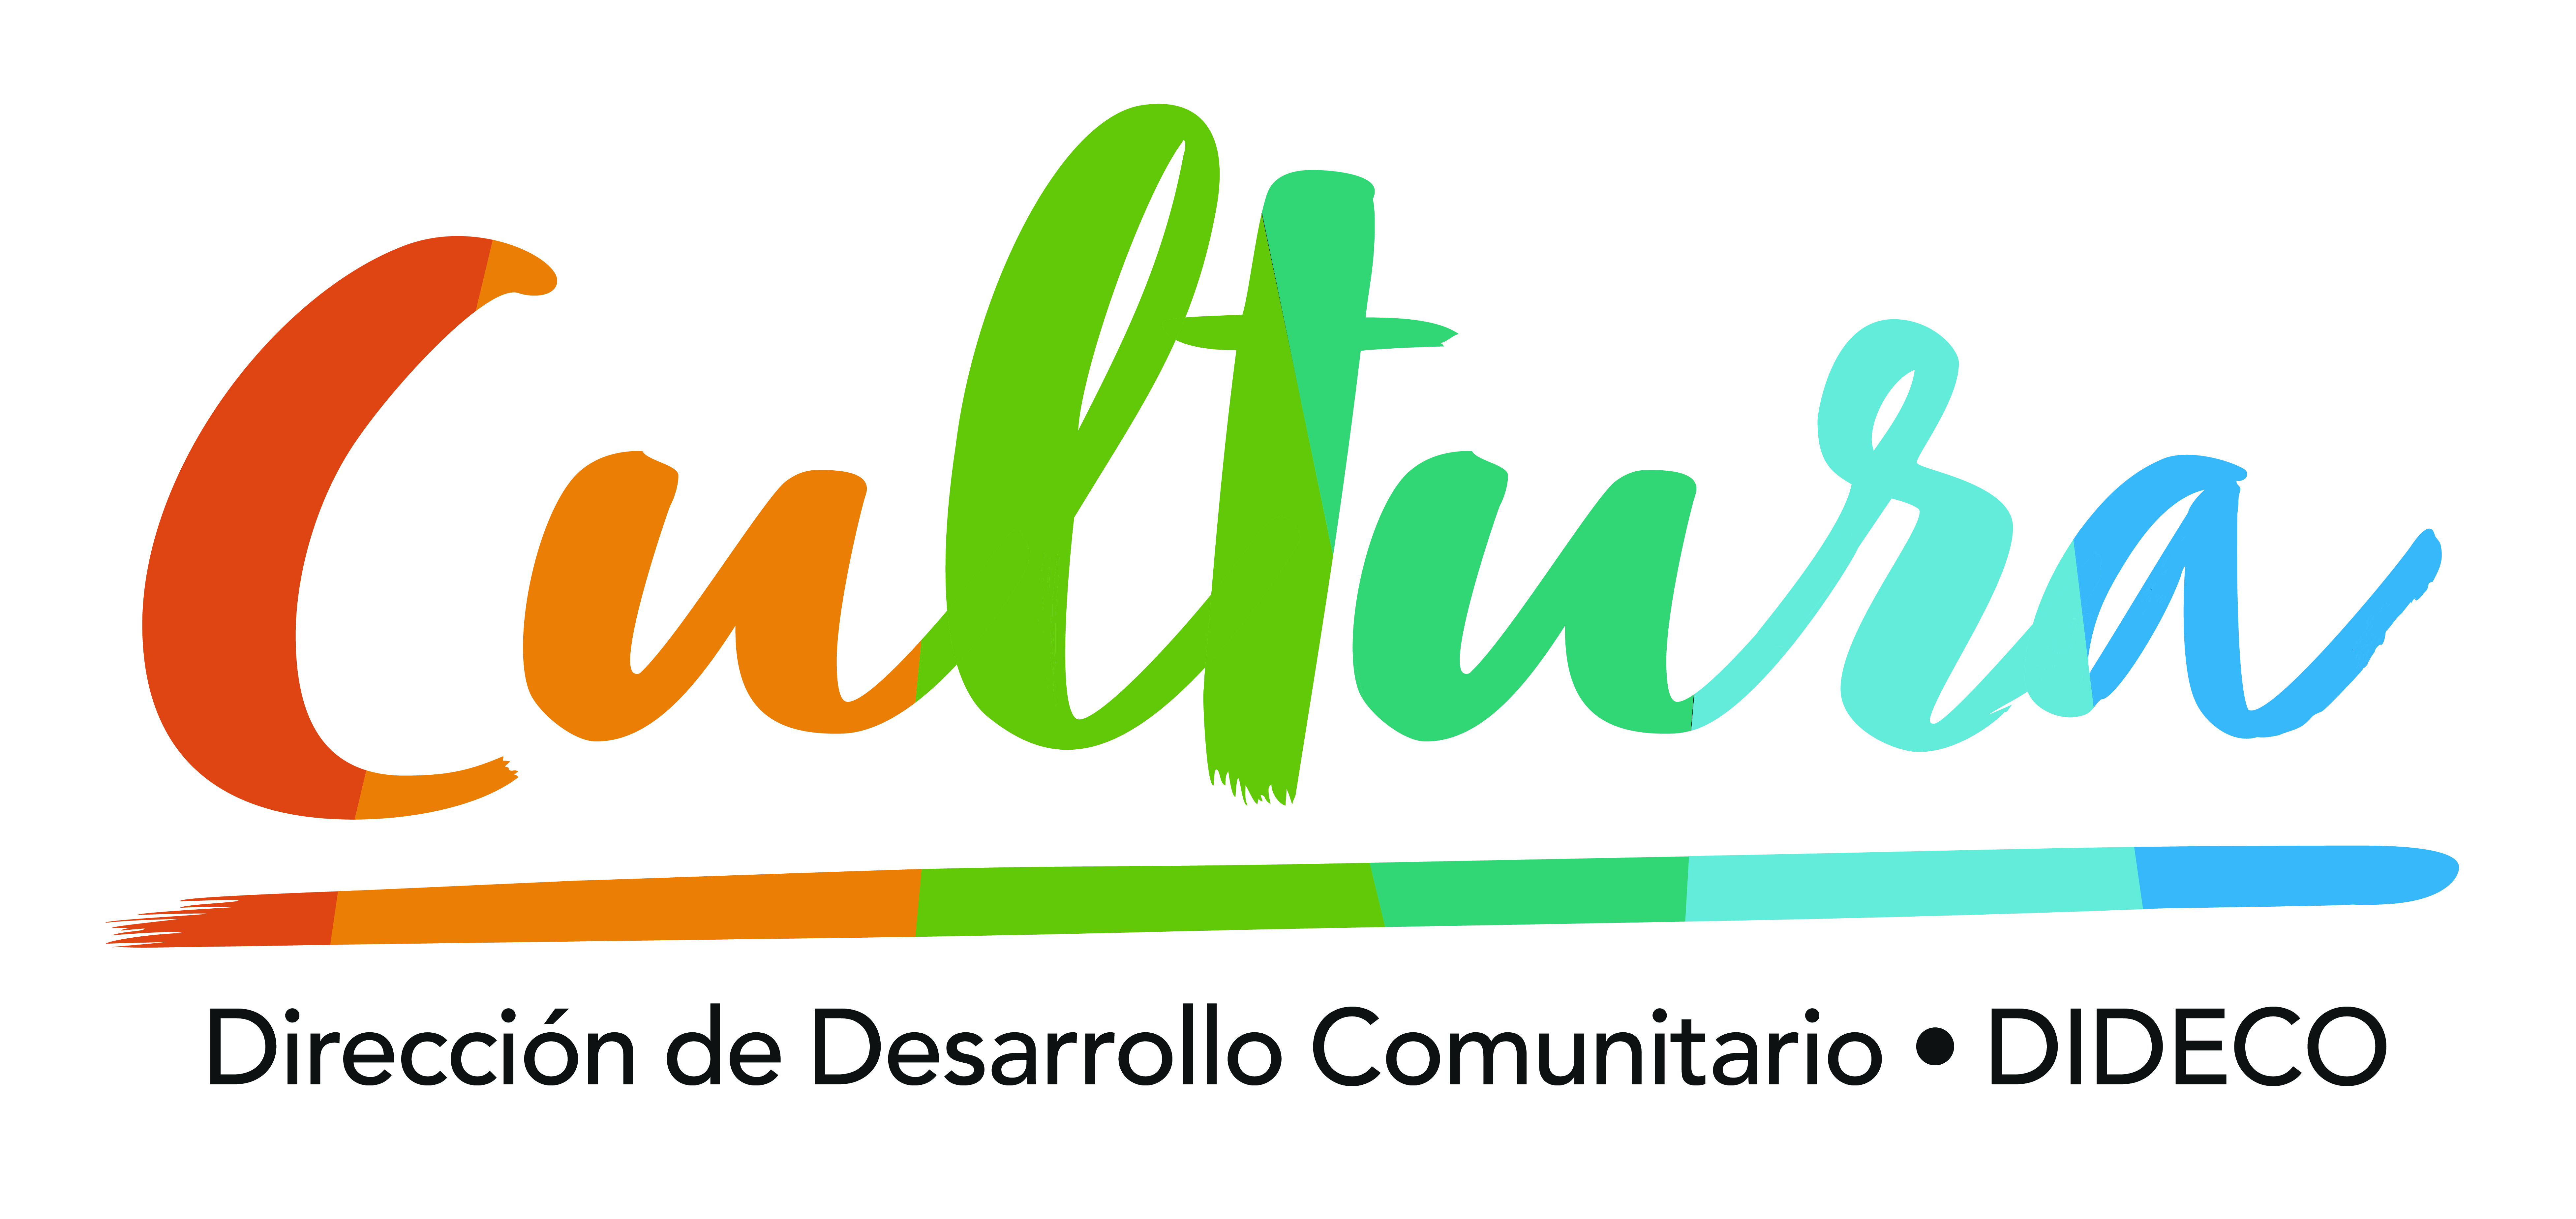 Cultura
Dirección de Desarrollo Comunitario • DIDECO